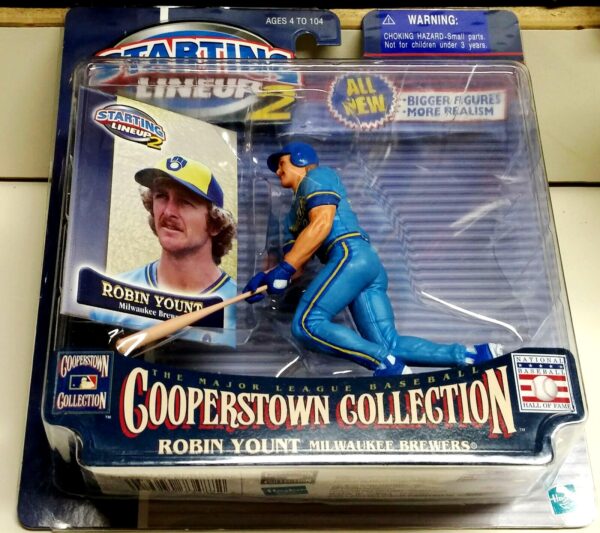 AGES 4 TO 104
WARNING:
CHOKING HAZARD-Small parts.
Not for children under 3 years.
STARTING
LINEUP 2
ALL
NEW
•BIGGER FIGURES
•MORE REALISM
STARTING
LINEUP 2
ROBIN YOUNT
Milwaukee Brewers
COOPERSTOWN
COLLECTION
THE MAJOR LEAGUE BASEBALL
COOPERSTOWN COLLECTION™
ROBIN YOUNT MILWAUKEE BREWERS®
NATIONAL
BASEBALL
HALL OF FAME